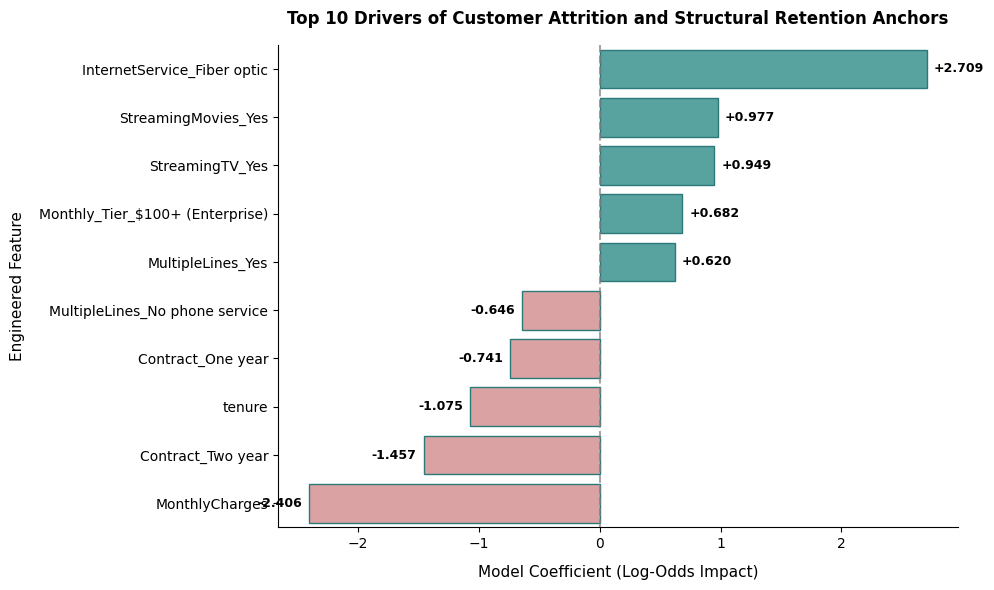 Top 10 Drivers of Customer Attrition and Structural Retention Anchors
InternetService_Fiber optic
+2.709
StreamingMovies_Yes
+0.977
StreamingTV_Yes
+0.949
Monthly_Tier_$100+ (Enterprise)
+0.682
MultipleLines_Yes
+0.620
MultipleLines_No phone service
-0.646
Contract_One year
-0.741
tenure
-1.075
Contract_Two year
-1.457
MonthlyCharges
-2.406
Engineered Feature
−2
−1
0
1
2
Model Coefficient (Log-Odds Impact)